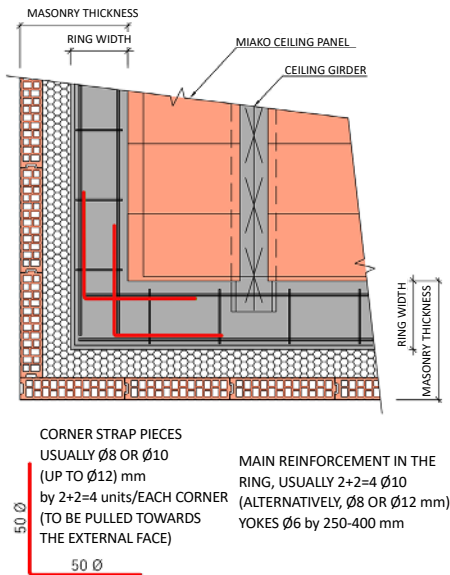 MASONRY THICKNESS
RING WIDTH
MIAKO CEILING PANEL
CEILING GIRDER
RING WIDTH
MASONRY THICKNESS
CORNER STRAP PIECES
USUALLY Ø8 OR Ø10
(UP TO Ø12) mm
by 2+2=4 units/EACH CORNER
(TO BE PULLED TOWARDS
THE EXTERNAL FACE)
50 Ø
50 Ø
MAIN REINFORCEMENT IN THE
RING, USUALLY 2+2=4 Ø10
(ALTERNATIVELY, Ø8 OR Ø12 mm)
YOKES Ø6 by 250-400 mm